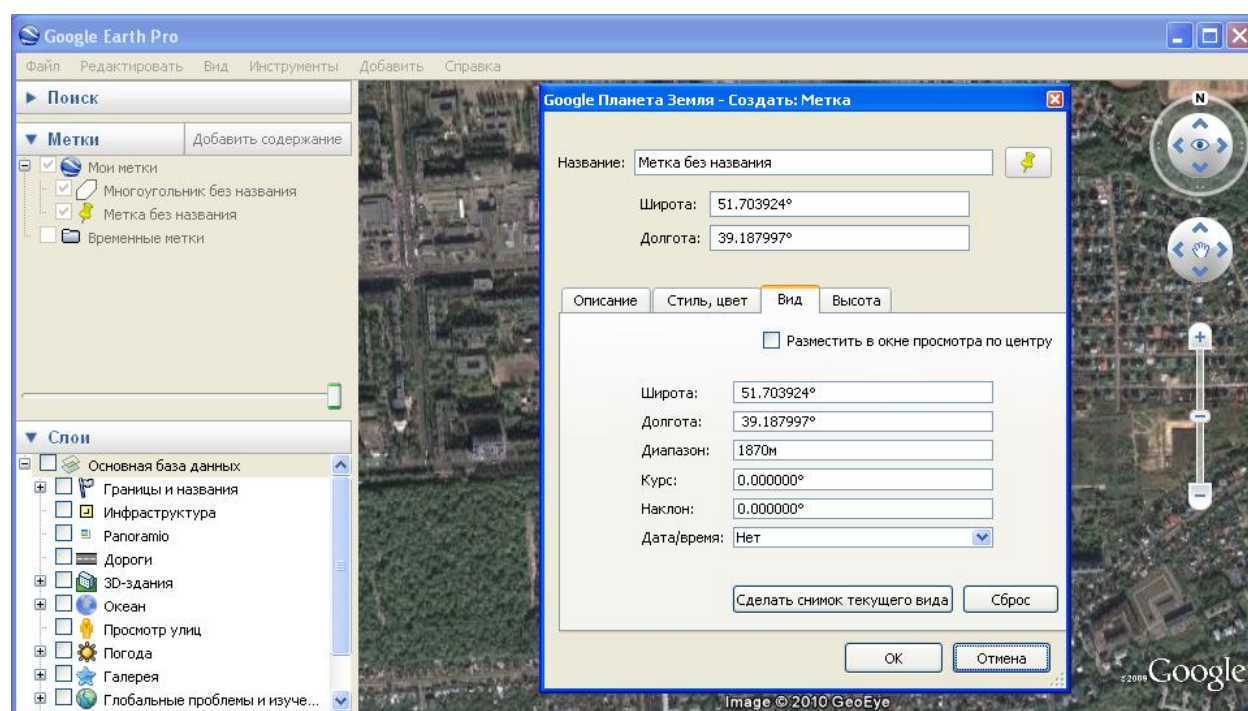 Google Earth Pro
Файл Редактировать Вид Инструменты Добавить Справка
Поиск
Метки Добавить содержание
Мои метки
Многоугольник без названия
Метка без названия
Временные метки
Слои
Основная база данных
Границы и названия
Инфраструктура
Panoramio
Дороги
3D-здания
Океан
Просмотр улиц
Погода
Галерея
Глобальные проблемы и изуче...
Google Планета Земля - Создать: Метка
Название: Метка без названия
Широта: 51.703924°
Долгота: 39.187997°
Описание Стиль, цвет Вид Высота
Разместить в окне просмотра по центру
Широта: 51.703924°
Долгота: 39.187997°
Диапазон: 1870м
Курс: 0.000000°
Наклон: 0.000000°
Дата/время: Нет
Сделать снимок текущего вида Сброс
ОК Отмена
N
©2009 Google
Image © 2010 GeoEye